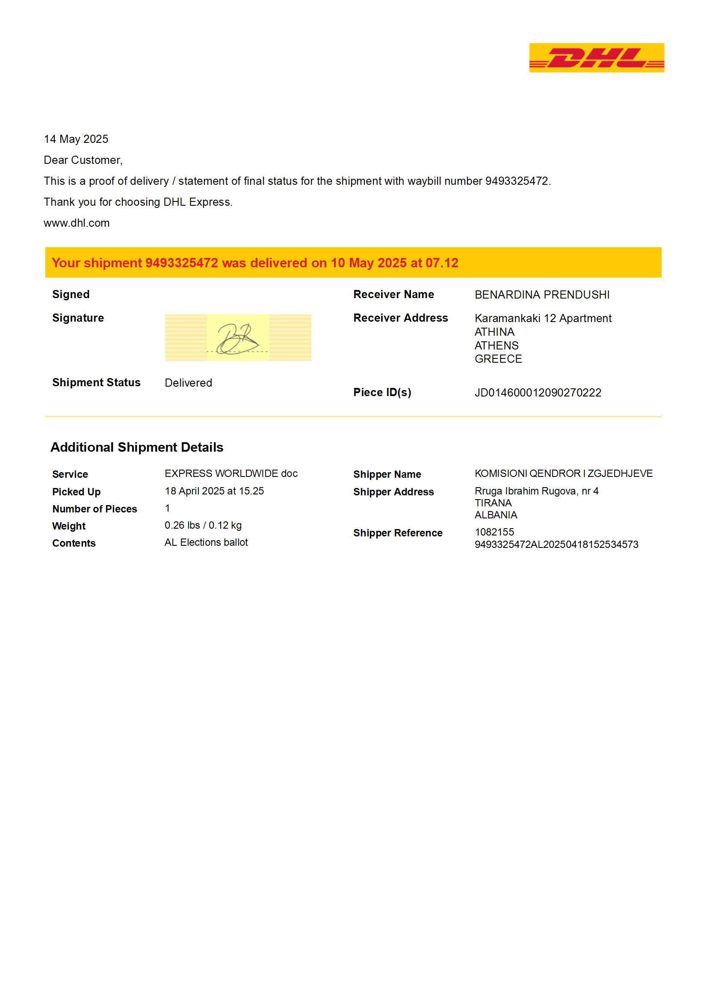 DHL
14 May 2025
Dear Customer,
This is a proof of delivery / statement of final status for the shipment with waybill number 9493325472.
Thank you for choosing DHL Express.
www.dhl.com
Your shipment 9493325472 was delivered on 10 May 2025 at 07.12
Signed
Receiver Name BENARDINA PRENDUSHI
Signature
Receiver Address Karamankaki 12 Apartment
ATHINA
ATHENS
GREECE
Shipment Status Delivered
Piece ID(s) JD014600012090270222
Additional Shipment Details
Service EXPRESS WORLDWIDE doc
Shipper Name KOMISIONI QENDROR I ZGJEDHJEVE
Picked Up 18 April 2025 at 15.25
Shipper Address Rruga Ibrahim Rugova, nr 4
TIRANA
ALBANIA
Number of Pieces 1
Weight 0.26 lbs / 0.12 kg
Shipper Reference 1082155
9493325472AL20250418152534573
Contents AL Elections ballot